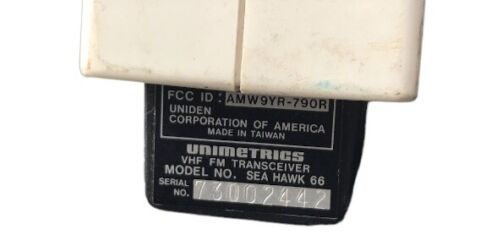 FCC ID: AMW9YR-790R
UNIDEN
CORPORATION OF AMERICA
MADE IN TAIWAN
UNIMETRICS
VHF FM TRANSCEIVER
MODEL NO. SEA HAWK 66
SERIAL
NO. 73002442